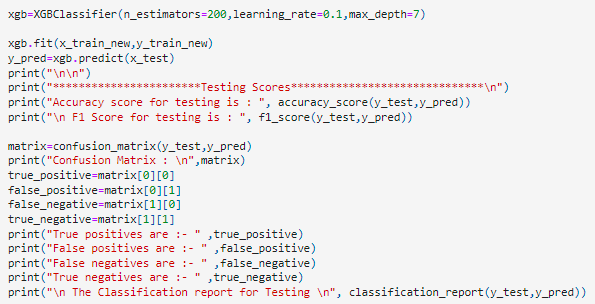 xgb=XGBClassifier(n_estimators=200,learning_rate=0.1,max_depth=7)
xgb.fit(x_train_new,y_train_new)
y_pred=xgb.predict(x_test)
print("\n\n")
print("***********************Testing Scores******************************\n")
print("Accuracy score for testing is : ", accuracy_score(y_test,y_pred))
print("\n F1 Score for testing is : ", f1_score(y_test,y_pred))
matrix=confusion_matrix(y_test,y_pred)
print("Confusion Matrix : \n",matrix)
true_positive=matrix[0][0]
false_positive=matrix[0][1]
false_negative=matrix[1][0]
true_negative=matrix[1][1]
print("True positives are :- " ,true_positive)
print("False positives are :- " ,false_positive)
print("False negatives are :- " ,false_negative)
print("True negatives are :- " ,true_negative)
print("\n The Classification report for Testing \n", classification_report(y_test,y_pred))